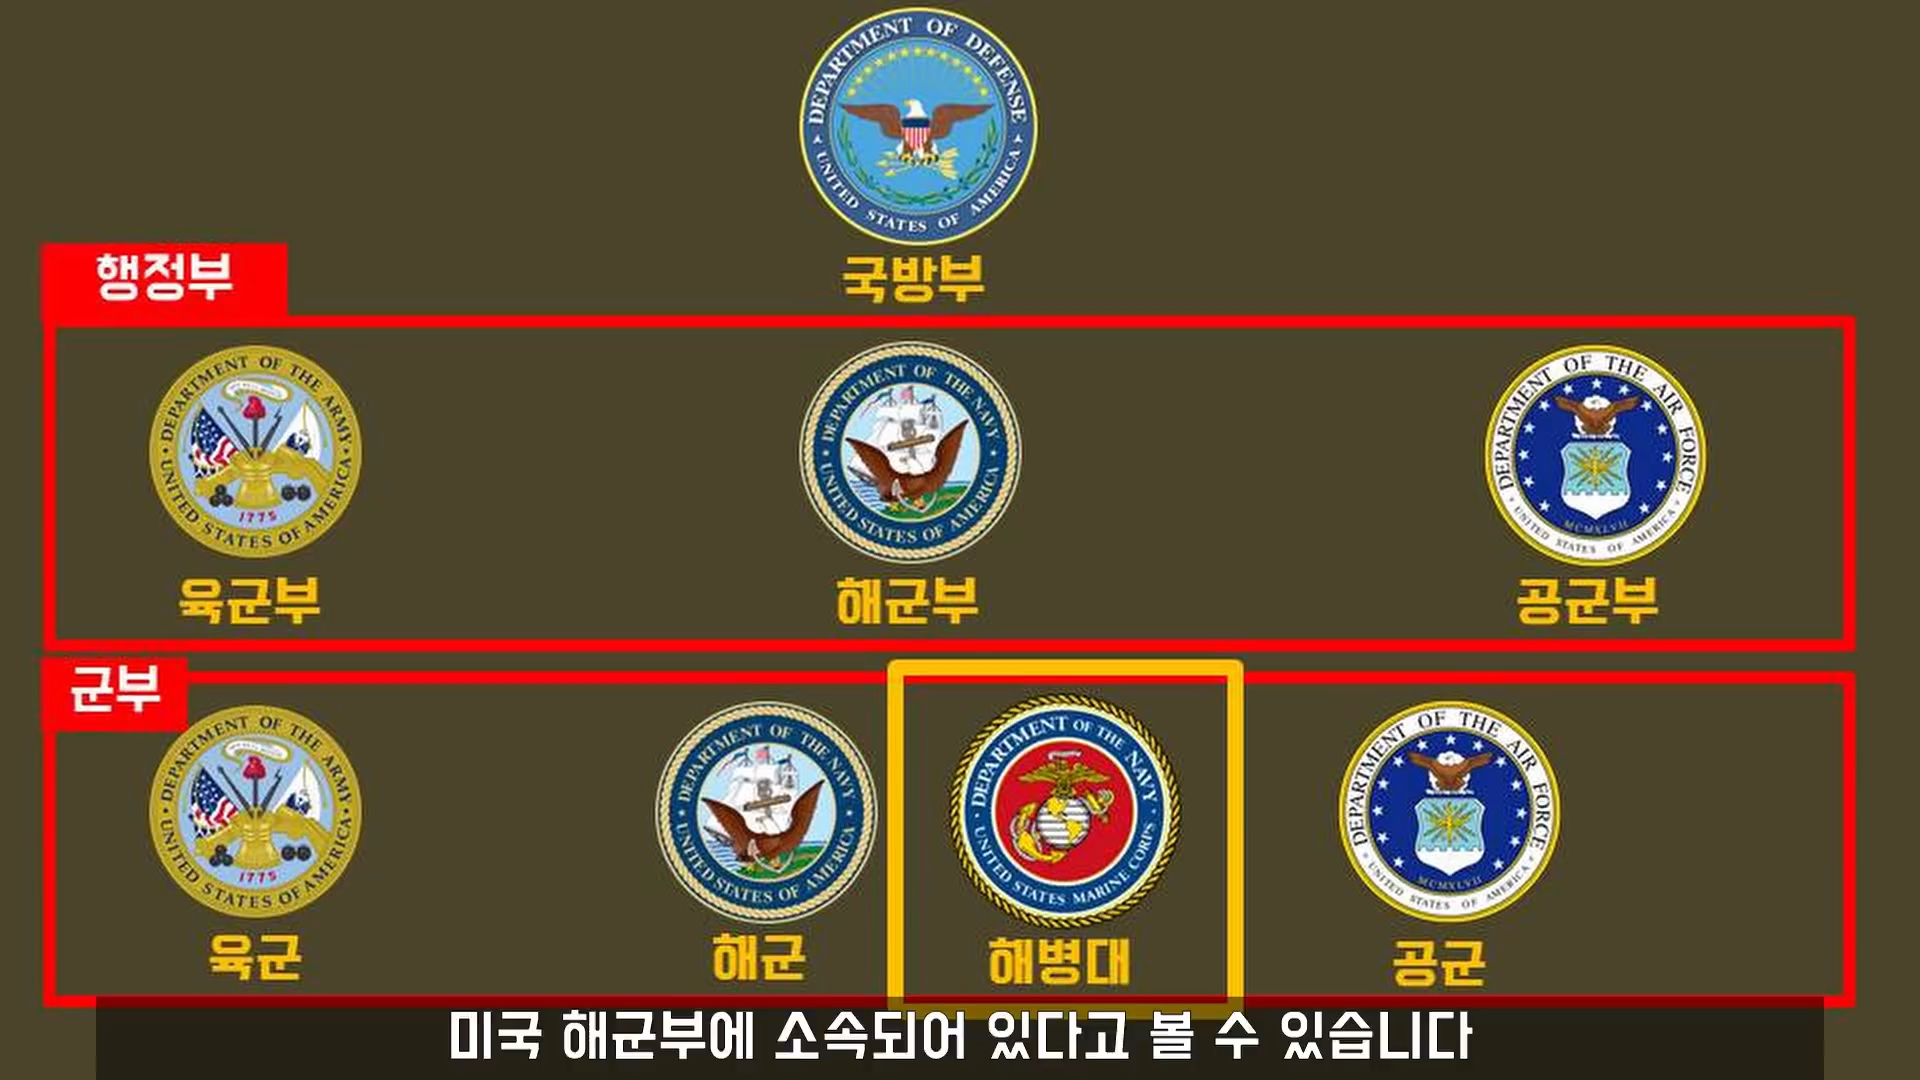 DEPARTMENT OF DEFENSE
UNITED STATES OF AMERICA
국방부
행정부
DEPARTMENT OF THE ARMY
1775
UNITED STATES OF AMERICA
육군부
DEPARTMENT OF THE NAVY
UNITED STATES OF AMERICA
해군부
DEPARTMENT OF THE AIR FORCE
MCMXLVII
UNITED STATES OF AMERICA
공군부
군부
DEPARTMENT OF THE ARMY
1775
UNITED STATES OF AMERICA
육군
DEPARTMENT OF THE NAVY
UNITED STATES OF AMERICA
해군
DEPARTMENT OF THE NAVY
UNITED STATES MARINE CORPS
해병대
DEPARTMENT OF THE AIR FORCE
MCMXLVII
UNITED STATES OF AMERICA
공군
미국 해군부에 소속되어 있다고 볼 수 있습니다